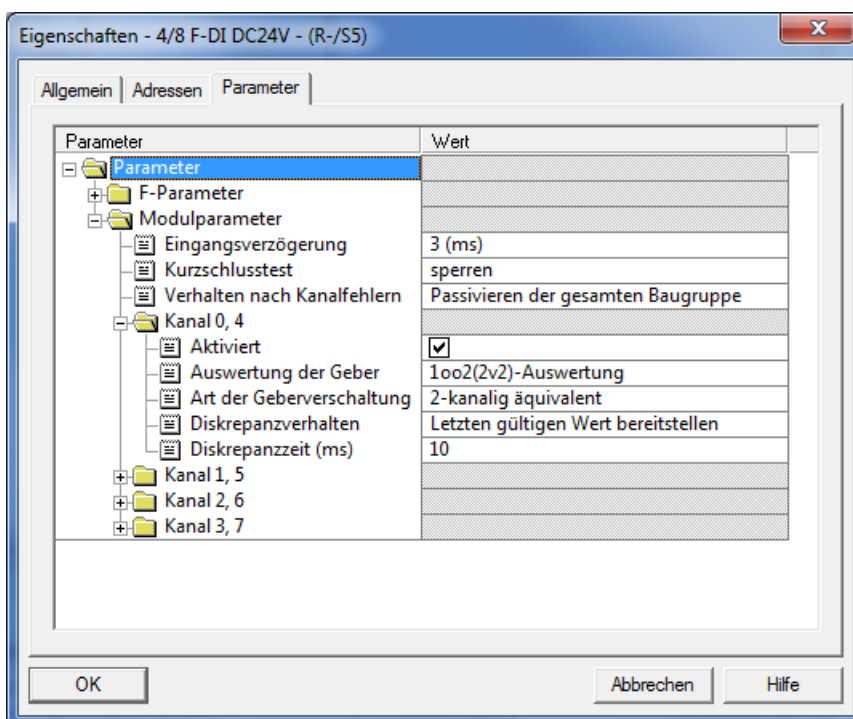 Eigenschaften - 4/8 F-DI DC24V - (R-/S5)
Allgemein Adressen Parameter
Parameter Wert
Parameter
F-Parameter
Modulparameter
Eingangsverzögerung 3 (ms)
Kurzschlusstest sperren
Verhalten nach Kanalfehlern Passivieren der gesamten Baugruppe
Kanal 0, 4
Aktiviert
Auswertung der Geber 1oo2(2v2)-Auswertung
Art der Geberverschaltung 2-kanalig äquivalent
Diskrepanzverhalten Letzten gültigen Wert bereitstellen
Diskrepanzzeit (ms) 10
Kanal 1, 5
Kanal 2, 6
Kanal 3, 7
OK Abbrechen Hilfe